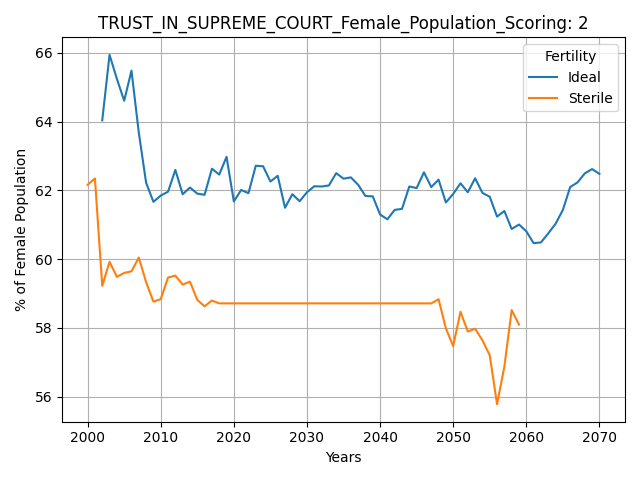 TRUST_IN_SUPREME_COURT_Female_Population_Scoring: 2
Fertility
Ideal
Sterile
% of Female Population
66
64
62
60
58
56
2000 2010 2020 2030 2040 2050 2060 2070
Years